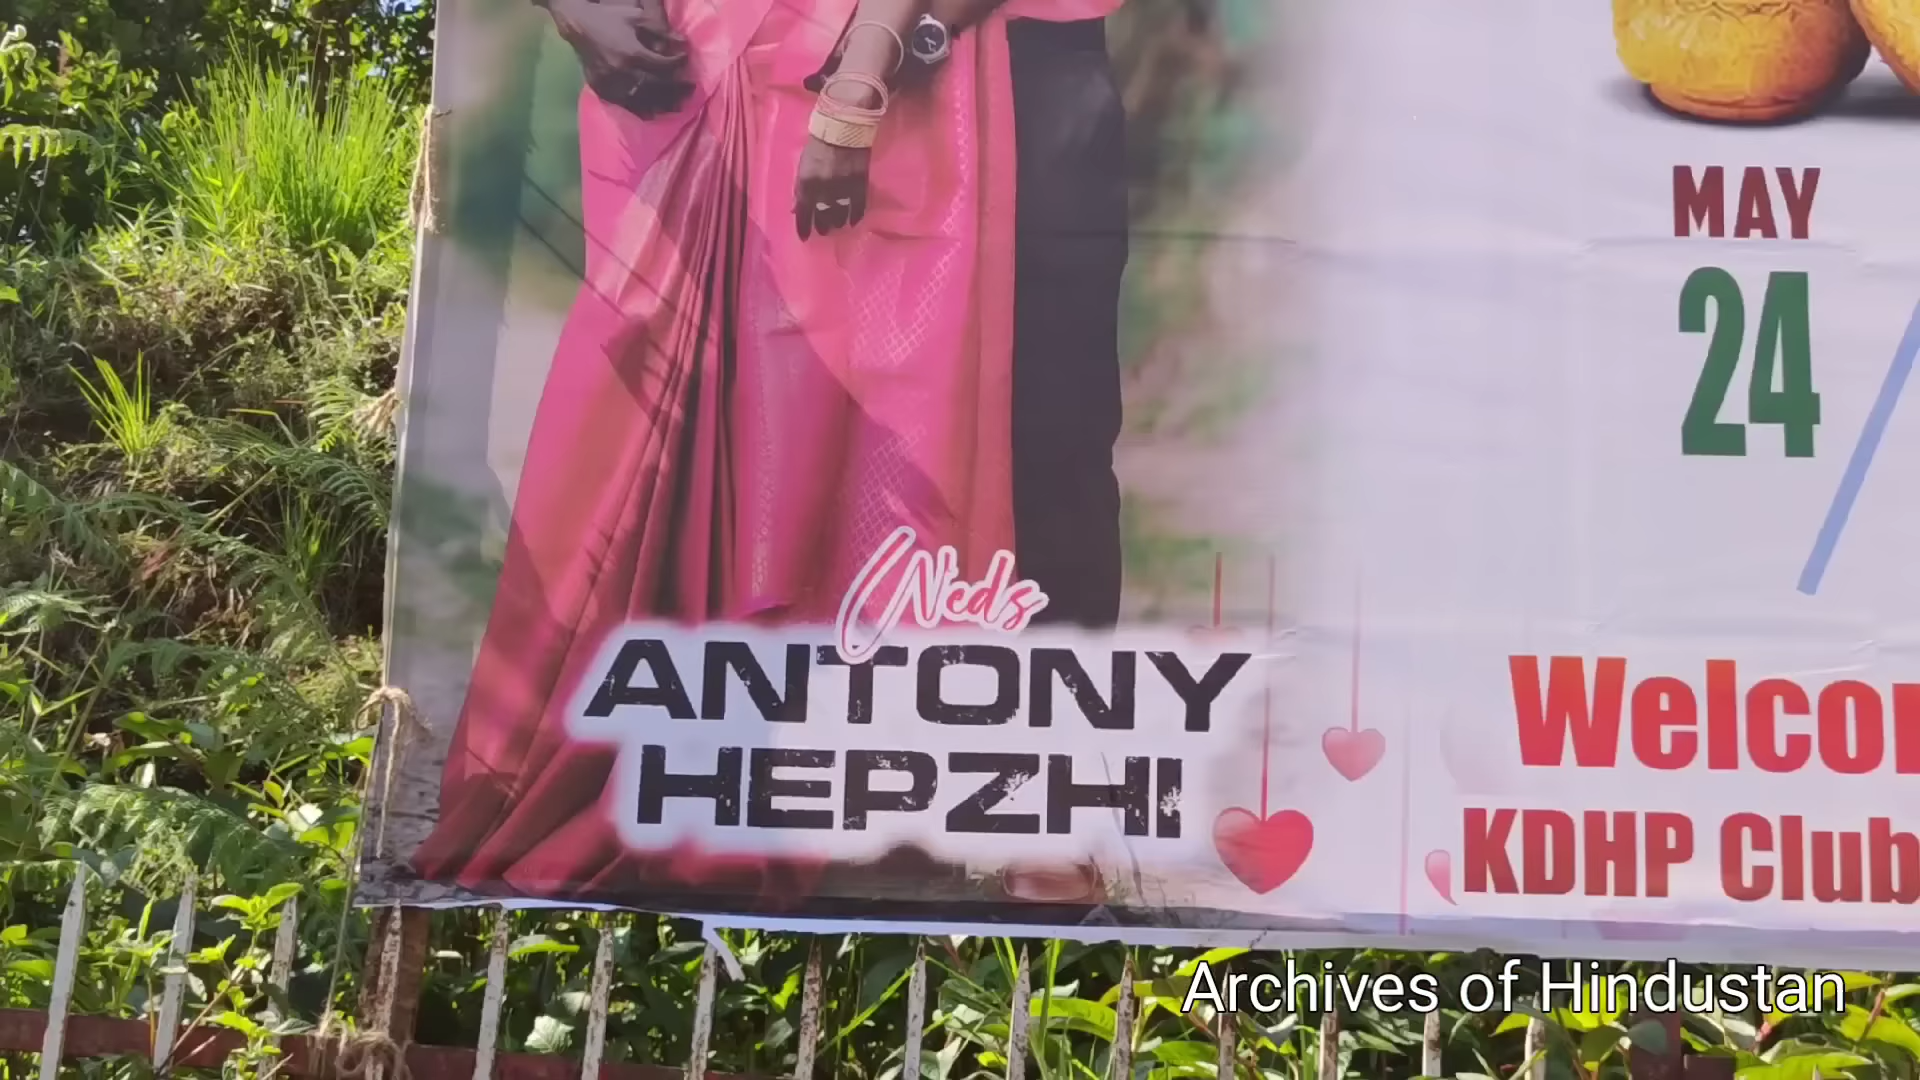 Weds
ANTONY
HEPZHI
MAY
24
Welco
KDHP Club
Archives of Hindustan